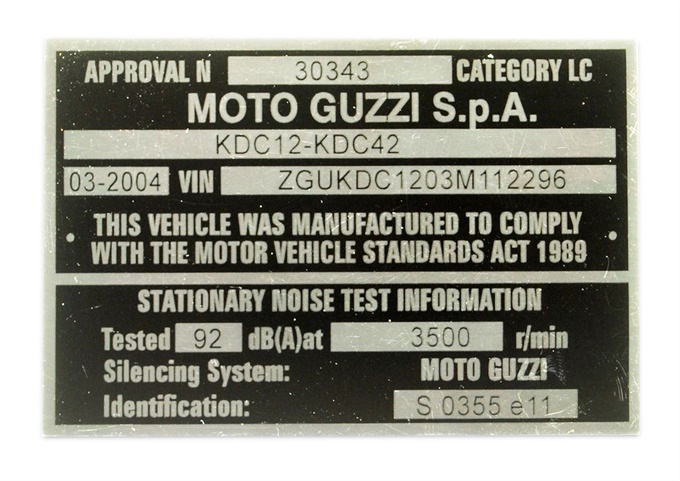 APPROVAL N 30343 CATEGORY LC
MOTO GUZZI S.p.A.
KDC12-KDC42
03-2004 VIN ZGUKDC1203M112296
THIS VEHICLE WAS MANUFACTURED TO COMPLY
WITH THE MOTOR VEHICLE STANDARDS ACT 1989
STATIONARY NOISE TEST INFORMATION
Tested 92 dB(A)at 3500 r/min
Silencing System: MOTO GUZZI
Identification: S 0355 e11